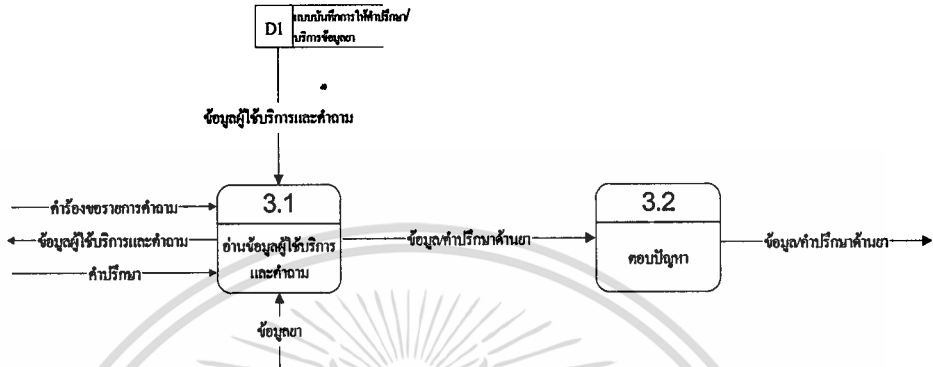 D1
แบบบันทึกการให้คำปรึกษา/
บริการข้อมูลยา
ข้อมูลผู้ใช้บริการและคำถาม
3.1
3.2
คำร้องขอรายการคำถาม
ข้อมูลผู้ใช้บริการและคำถาม
อ่านข้อมูลผู้ใช้บริการ
และคำถาม
ข้อมูล/คำปรึกษาด้านยา
ตอบปัญหา
ข้อมูล/คำปรึกษาด้านยา
คำปรึกษา
ข้อมูลยา